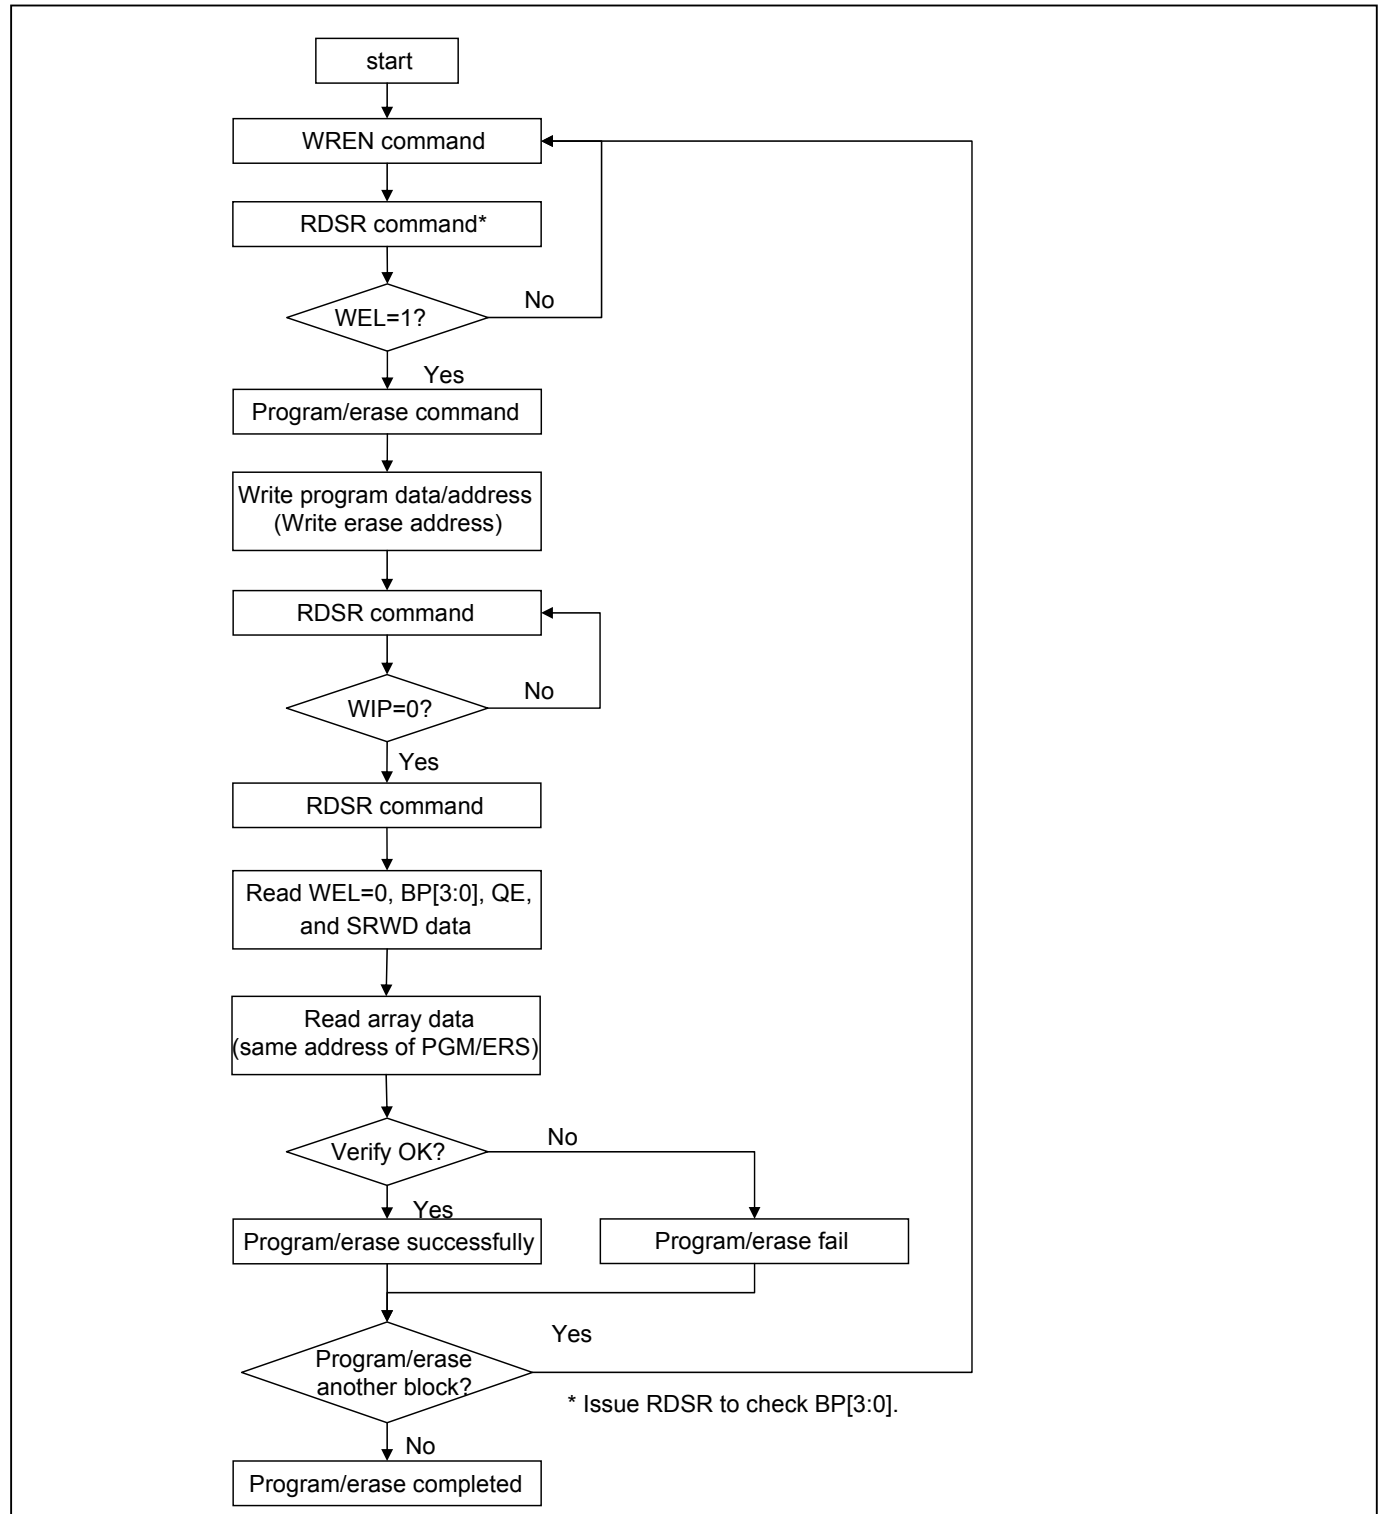 start
WREN command
RDSR command*
WEL=1?
No
Yes
Program/erase command
Write program data/address
(Write erase address)
RDSR command
WIP=0?
No
Yes
RDSR command
Read WEL=0, BP[3:0], QE,
and SRWD data
Read array data
(same address of PGM/ERS)
Verify OK?
No
Yes
Program/erase successfully
Program/erase fail
Yes
Program/erase
another block?
* Issue RDSR to check BP[3:0].
No
Program/erase completed